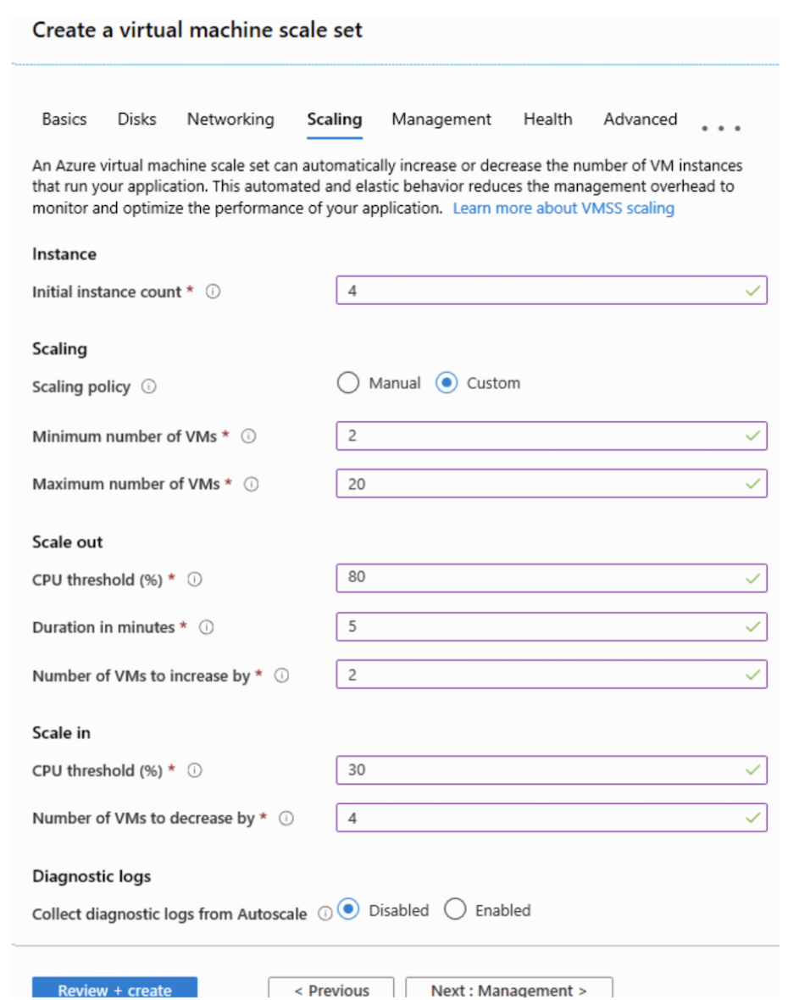 Create a virtual machine scale set
Basics Disks Networking Scaling Management Health Advanced ...
An Azure virtual machine scale set can automatically increase or decrease the number of VM instances
that run your application. This automated and elastic behavior reduces the management overhead to
monitor and optimize the performance of your application. Learn more about VMSS scaling
Instance
Initial instance count * 4
Scaling
Scaling policy Manual Custom
Minimum number of VMs * 2
Maximum number of VMs * 20
Scale out
CPU threshold (%) * 80
Duration in minutes * 5
Number of VMs to increase by * 2
Scale in
CPU threshold (%) * 30
Number of VMs to decrease by * 4
Diagnostic logs
Collect diagnostic logs from Autoscale Disabled Enabled
Review + create < Previous Next : Management >